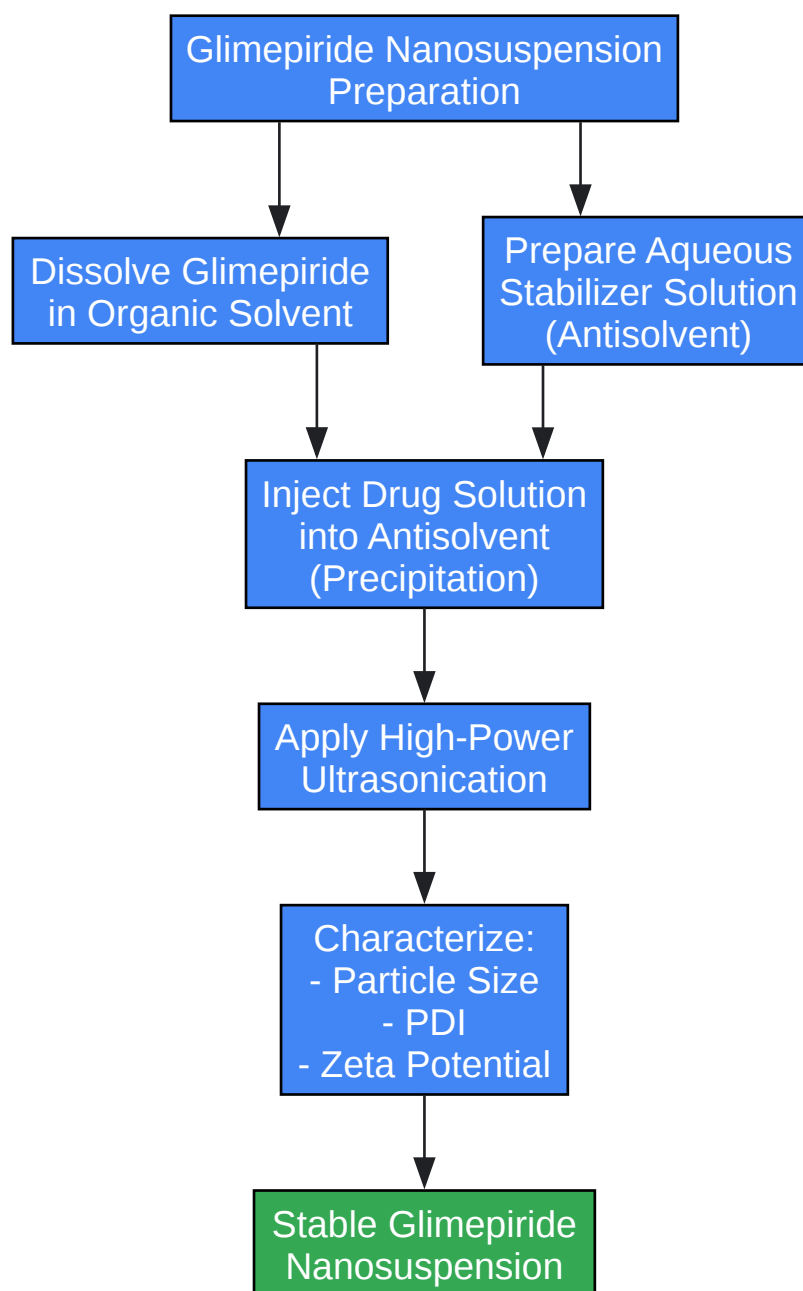 Glimepiride Nanosuspension
Preparation
Dissolve Glimepiride
in Organic Solvent
Prepare Aqueous
Stabilizer Solution
(Antisolvent)
Inject Drug Solution
into Antisolvent
(Precipitation)
Apply High-Power
Ultrasonication
Characterize:
- Particle Size
- PDI
- Zeta Potential
Stable Glimepiride
Nanosuspension